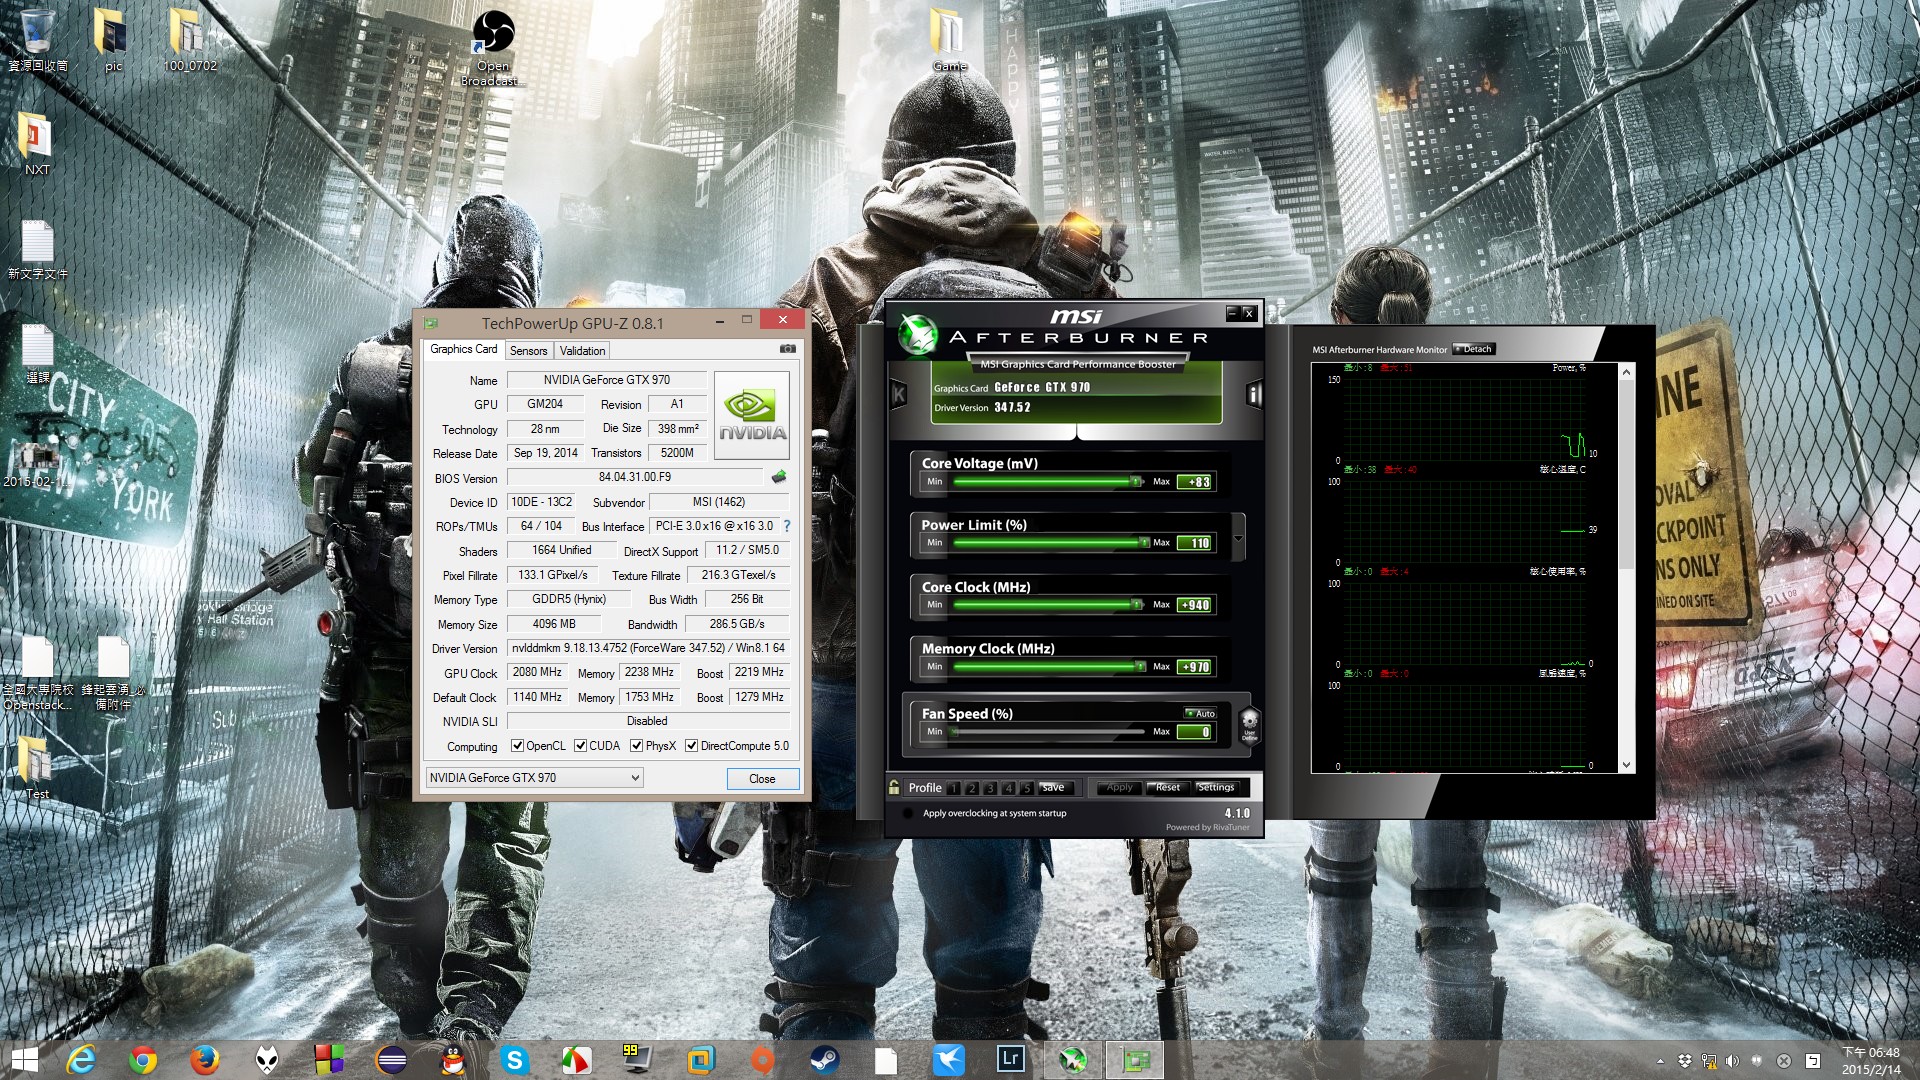 資源回收筒
pic
100_0702
Open
Broadcast...
Game
NXT
新文字文件
選課
2015-02-1...
全國大專院校
Openstack...
鋒起雲湧_必
備附件
Test
HAPPY
WATER, MEDS, PETS
CITY
NEW YORK
TechPowerUp GPU-Z 0.8.1
Graphics Card
Sensors
Validation
Name NVIDIA GeForce GTX 970
GPU GM204 Revision A1
Technology 28 nm Die Size 398 mm²
Release Date Sep 19, 2014 Transistors 5200M
BIOS Version 84.04.31.00.F9
Device ID 10DE - 13C2 Subvendor MSI (1462)
ROPs/TMUs 64 / 104 Bus Interface PCI-E 3.0 x16 @ x16 3.0 ?
Shaders 1664 Unified DirectX Support 11.2 / SM5.0
Pixel Fillrate 133.1 GPixel/s Texture Fillrate 216.3 GTexel/s
Memory Type GDDR5 (Hynix) Bus Width 256 Bit
Memory Size 4096 MB Bandwidth 286.5 GB/s
Driver Version nvlddmkm 9.18.13.4752 (ForceWare 347.52) / Win8.1 64
GPU Clock 2080 MHz Memory 2238 MHz Boost 2219 MHz
Default Clock 1140 MHz Memory 1753 MHz Boost 1279 MHz
NVIDIA SLI Disabled
Computing OpenCL CUDA PhysX DirectCompute 5.0
NVIDIA GeForce GTX 970
Close
NVIDIA
msi
AFTERBURNER
MSI Graphics Card Performance Booster
K
i
Graphics Card GeForce GTX 970
Driver Version 347.52
Core Voltage (mV)
Min Max +83
Power Limit (%)
Min Max 110
Core Clock (MHz)
Min Max +940
Memory Clock (MHz)
Min Max +970
Fan Speed (%) Auto
Min Max 0
User
Define
Profile 1 2 3 4 5 save
Apply Reset Settings
Apply overclocking at system startup
4.1.0
Powered by RivaTuner
MSI Afterburner Hardware Monitor Detach
最小 : 8 最大 : 51 Power, %
150
10
0
最小 : 38 最大 : 40 核心溫度, C
100
39
0
最小 : 0 最大 : 4 核心使用率, %
100
0
0
最小 : 0 最大 : 0 風扇速度, %
100
0
0
CHECKPOINT
ONLY
99
Lr
下午 06:48
2015/2/14